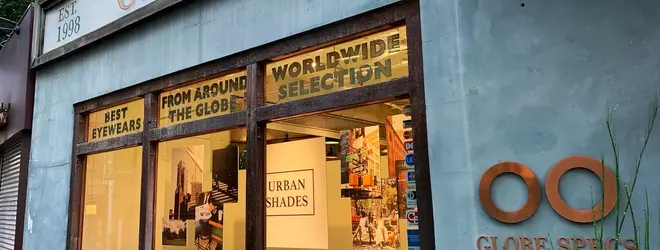 EST.
1998
BEST
EYEWEARS
FROM AROUND
THE GLOBE
WORLDWIDE
SELECTION
URBAN
SHADES
GLOBE SPECS